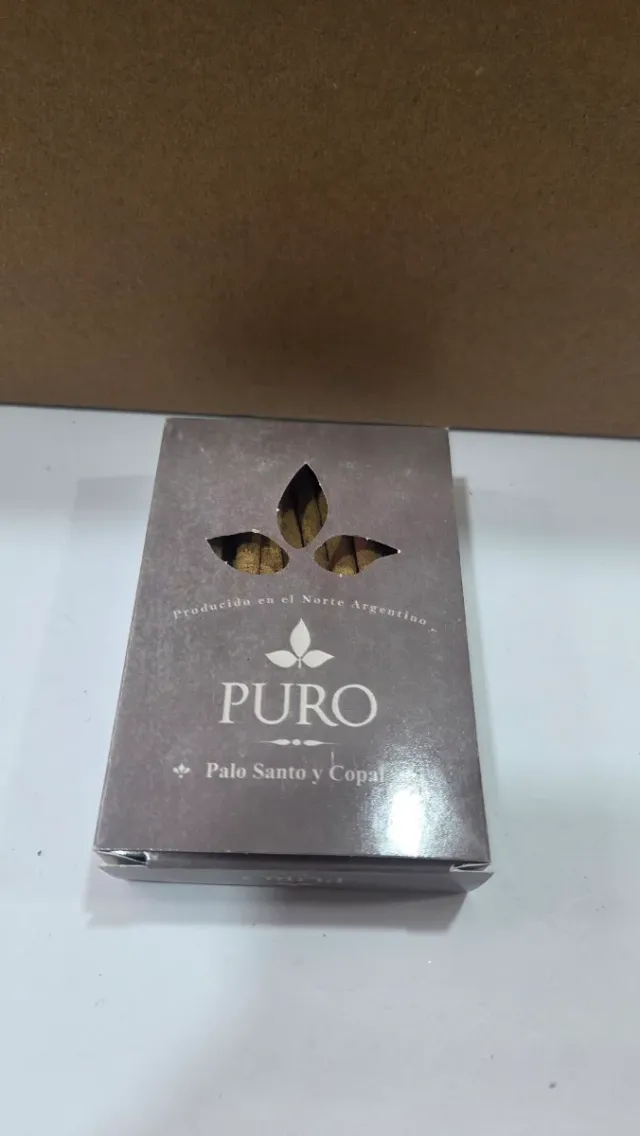 Producido en el Norte Argentino
PURO
Palo Santo y Copal